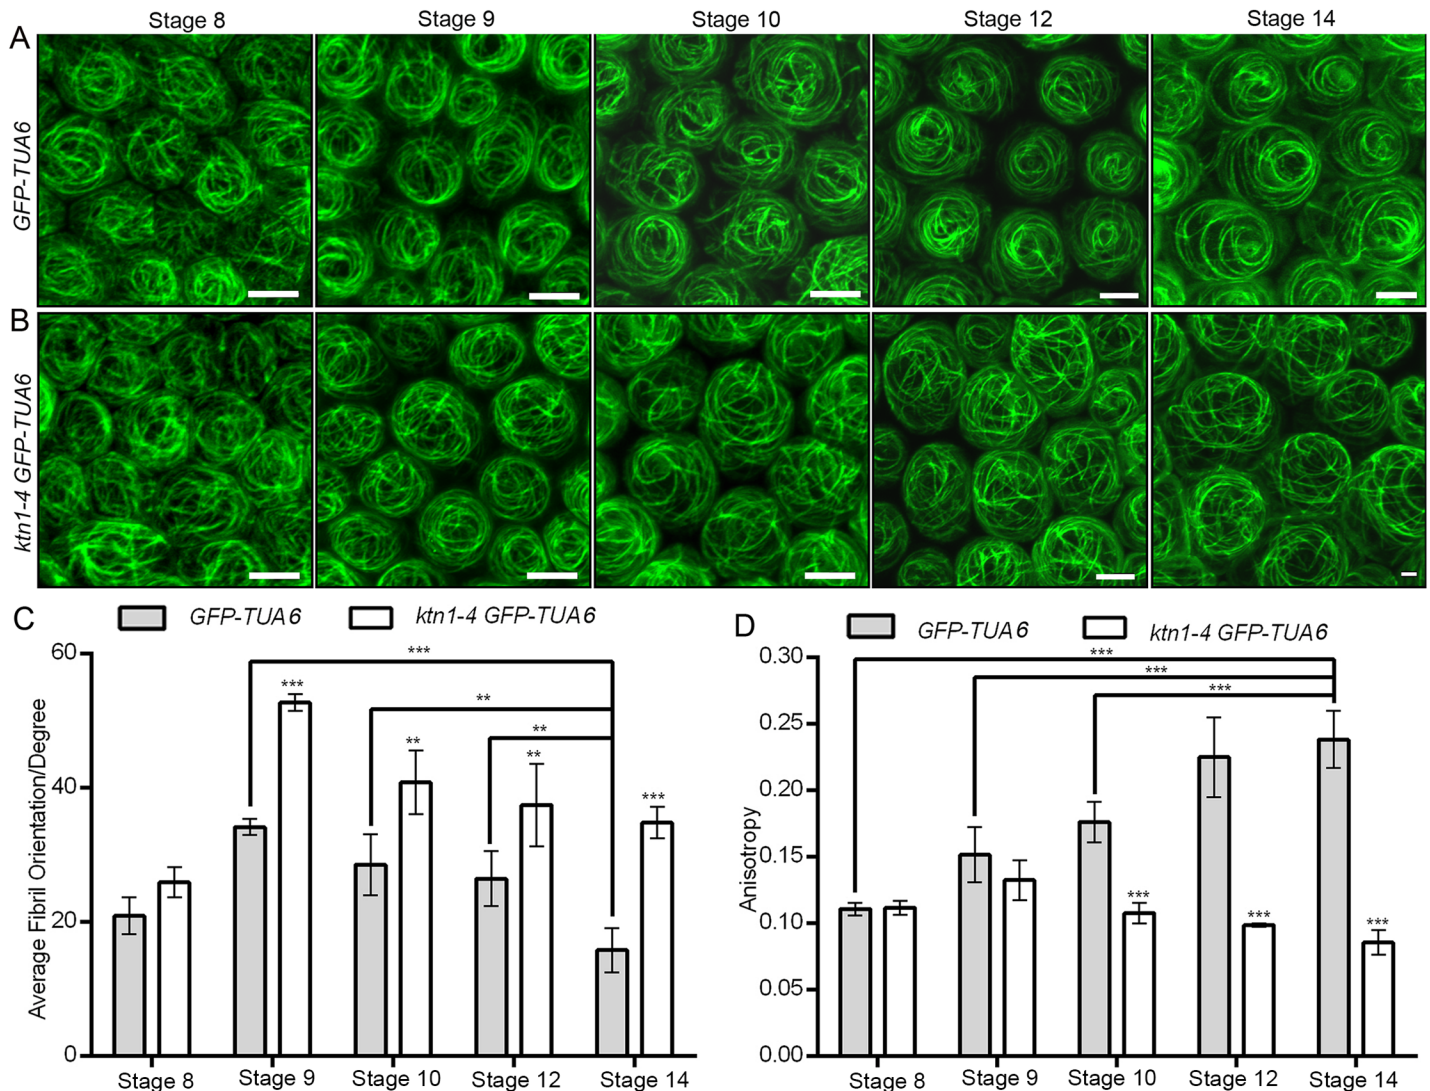 Stage 8 Stage 9 Stage 10 Stage 12 Stage 14
A
GFP-TUA6
B
ktn1-4 GFP-TUA6
C
GFP-TUA6 ktn1-4 GFP-TUA6
Average Fibril Orientation/Degree
60
40
20
0
***
***
**
**
**
**
***
Stage 8 Stage 9 Stage 10 Stage 12 Stage 14
D
GFP-TUA6 ktn1-4 GFP-TUA6
Anisotropy
0.30
0.25
0.20
0.15
0.10
0.05
0.00
***
***
***
***
***
***
Stage 8 Stage 9 Stage 10 Stage 12 Stage 14